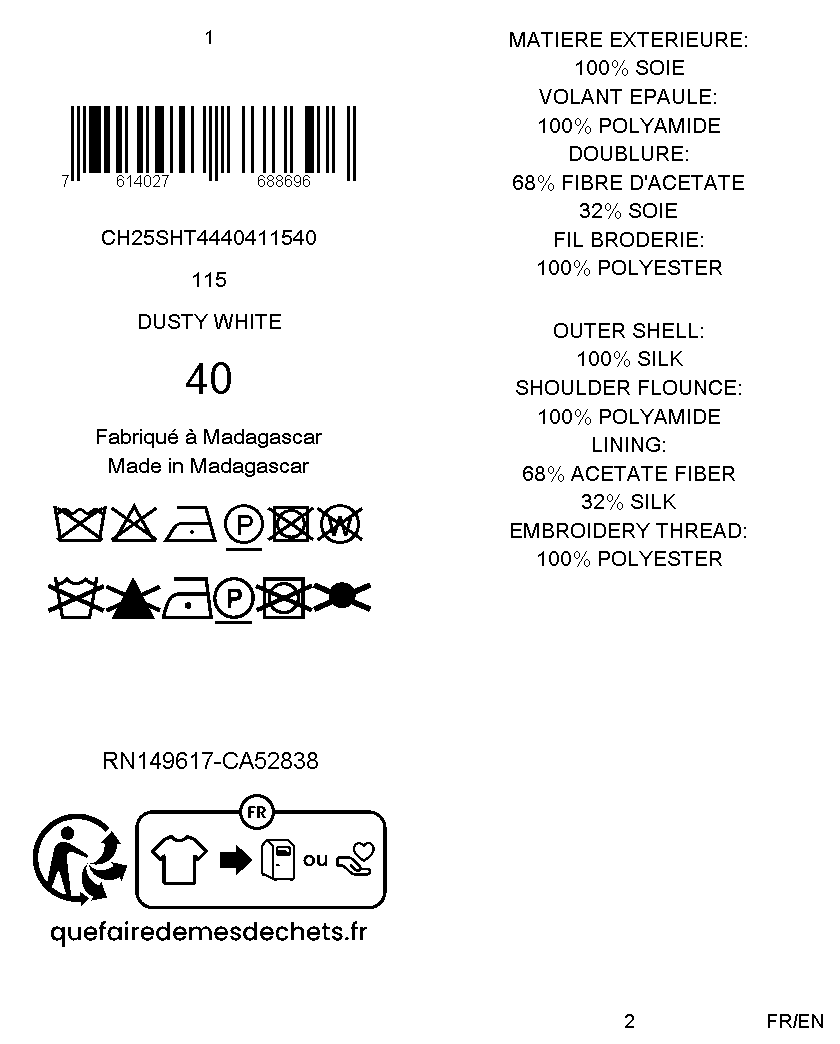 1
7 614027 688696
CH25SHT4440411540
115
DUSTY WHITE
40
Fabriqué à Madagascar
Made in Madagascar
P W
P
RN149617-CA52838
FR
ou
quefairedemesdechets.fr
MATIERE EXTERIEURE:
100% SOIE
VOLANT EPAULE:
100% POLYAMIDE
DOUBLURE:
68% FIBRE D'ACETATE
32% SOIE
FIL BRODERIE:
100% POLYESTER
OUTER SHELL:
100% SILK
SHOULDER FLOUNCE:
100% POLYAMIDE
LINING:
68% ACETATE FIBER
32% SILK
EMBROIDERY THREAD:
100% POLYESTER
2
FR/EN